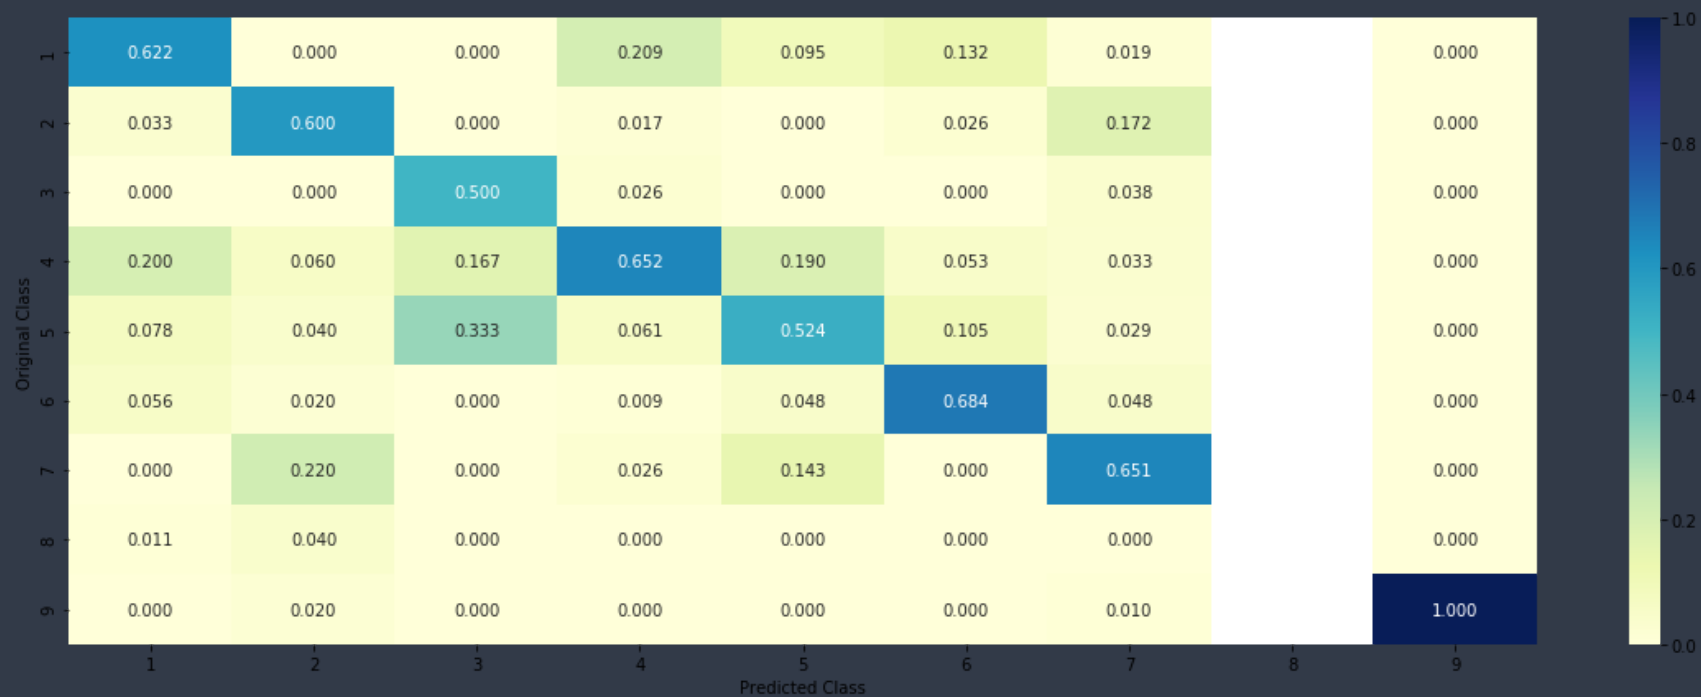 1 0.622 0.000 0.000 0.209 0.095 0.132 0.019 0.000
2 0.033 0.600 0.000 0.017 0.000 0.026 0.172 0.000
3 0.000 0.000 0.500 0.026 0.000 0.000 0.038 0.000
4 0.200 0.060 0.167 0.652 0.190 0.053 0.033 0.000
5 0.078 0.040 0.333 0.061 0.524 0.105 0.029 0.000
6 0.056 0.020 0.000 0.009 0.048 0.684 0.048 0.000
7 0.000 0.220 0.000 0.026 0.143 0.000 0.651 0.000
8 0.011 0.040 0.000 0.000 0.000 0.000 0.000 0.000
9 0.000 0.020 0.000 0.000 0.000 0.000 0.010 1.000
1 2 3 4 5 6 7 8 9
Predicted Class
Original Class
1.0
0.8
0.6
0.4
0.2
0.0